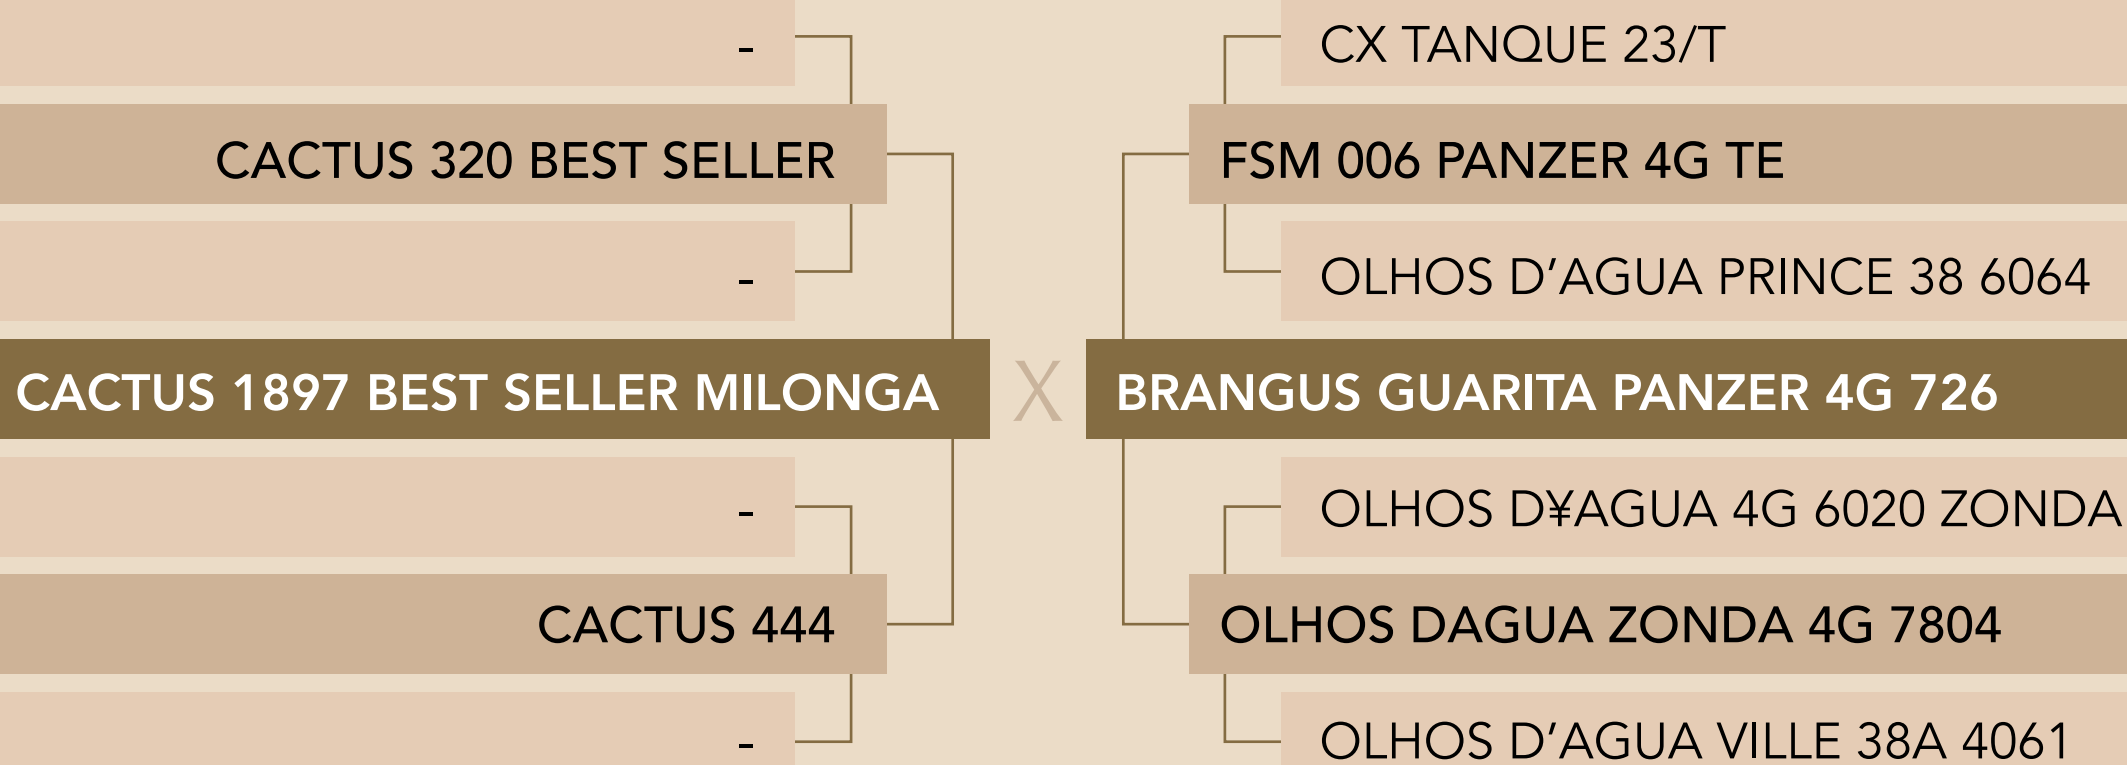 -
CACTUS 320 BEST SELLER
-
CACTUS 1897 BEST SELLER MILONGA
-
CACTUS 444
-
X
CX TANQUE 23/T
FSM 006 PANZER 4G TE
OLHOS D’AGUA PRINCE 38 6064
BRANGUS GUARITA PANZER 4G 726
OLHOS D¥AGUA 4G 6020 ZONDA
OLHOS DAGUA ZONDA 4G 7804
OLHOS D’AGUA VILLE 38A 4061